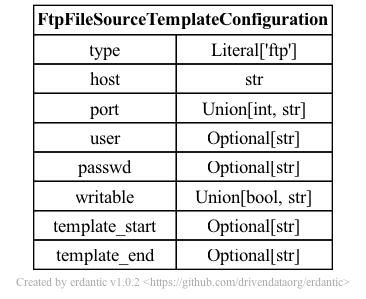 FtpFileSourceTemplateConfiguration
type Literal['ftp']
host str
port Union[int, str]
user Optional[str]
passwd Optional[str]
writable Union[bool, str]
template_start Optional[str]
template_end Optional[str]
Created by erdantic v1.0.2 <https://github.com/drivendataorg/erdantic>